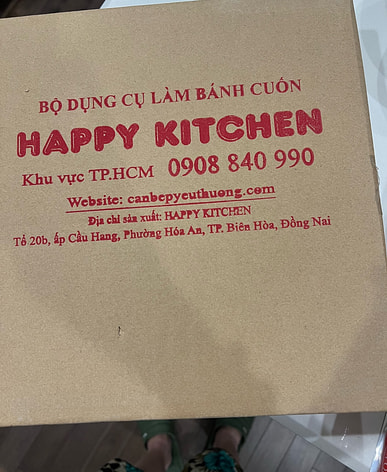 BỘ DỤNG CỤ LÀM BÁNH CUỐN
HAPPY KITCHEN
Khu vực TP.HCM 0908 840 990
Website: canbepyeuthuong.com
Địa chỉ sản xuất: HAPPY KITCHEN
Tổ 20b, ấp Cầu Hang, Phường Hóa An, TP. Biên Hòa, Đồng Nai